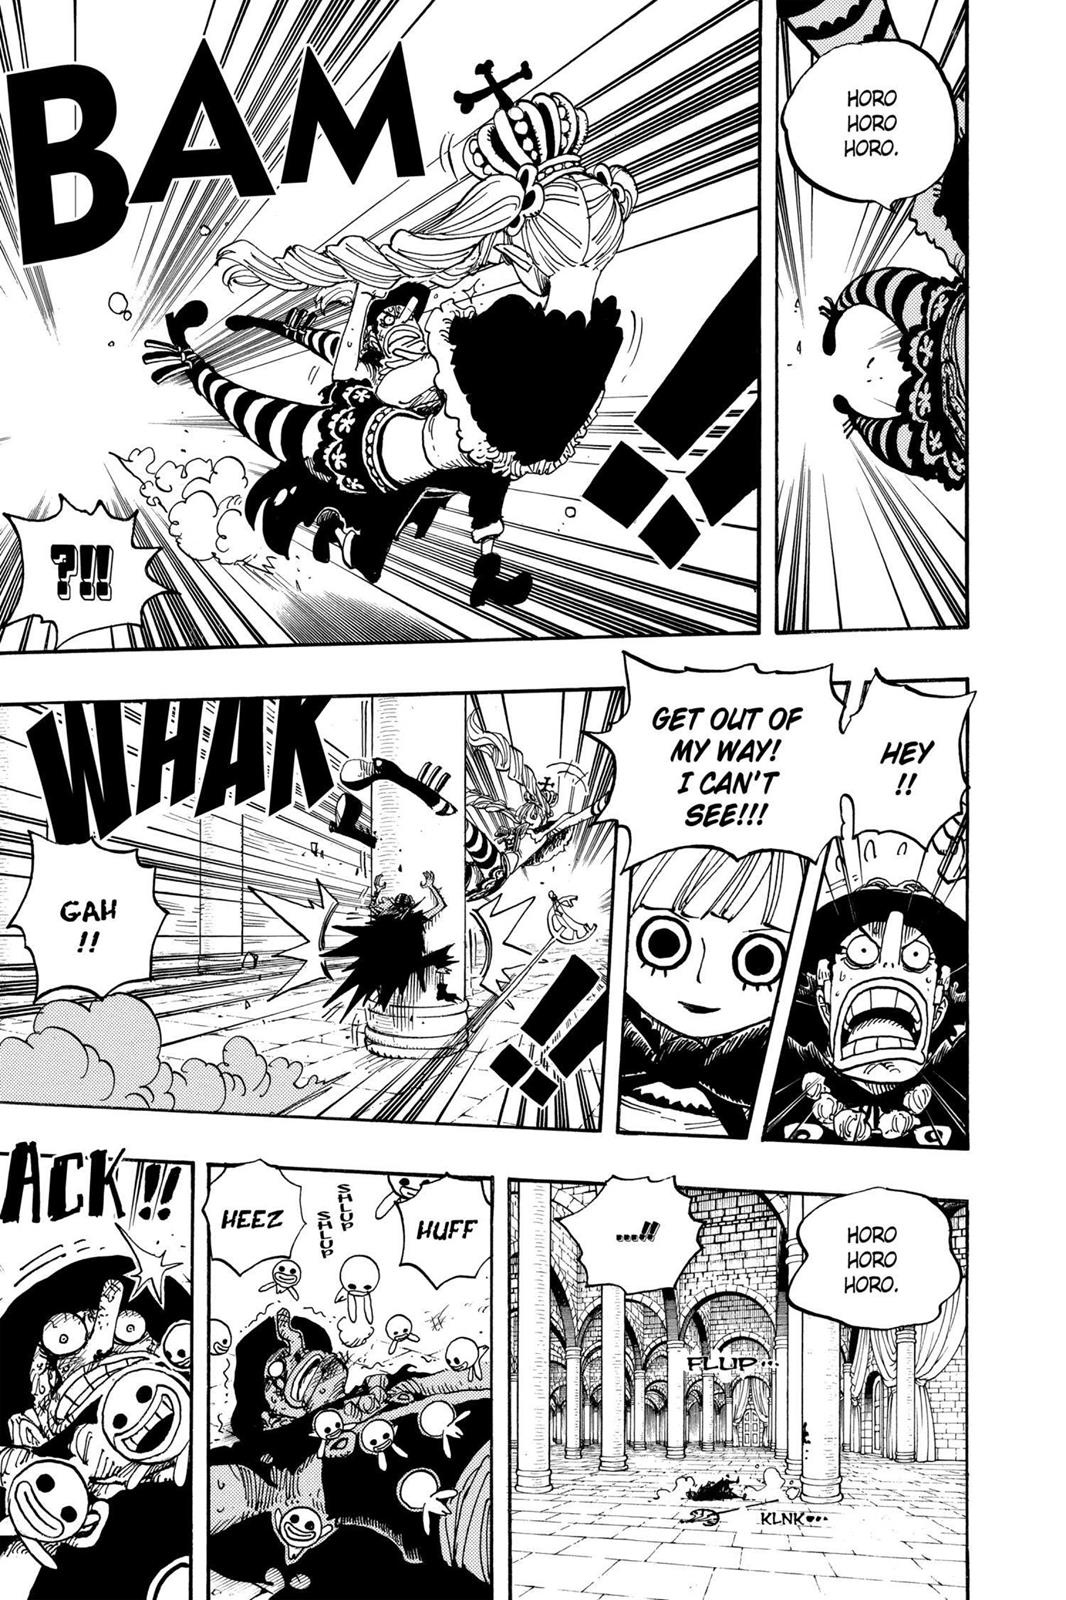 HORO
HORO
HORO.
BAM
!!
?!!
HEY
!!
GET OUT OF
MY WAY!
I CAN'T
SEE!!!
WHAK
!!
GAH
!!
HORO
HORO
HORO.
....!!
FLUP...
KLNK...
HUFF
SHLUP
SHLUP
HEEZ
ACK!!